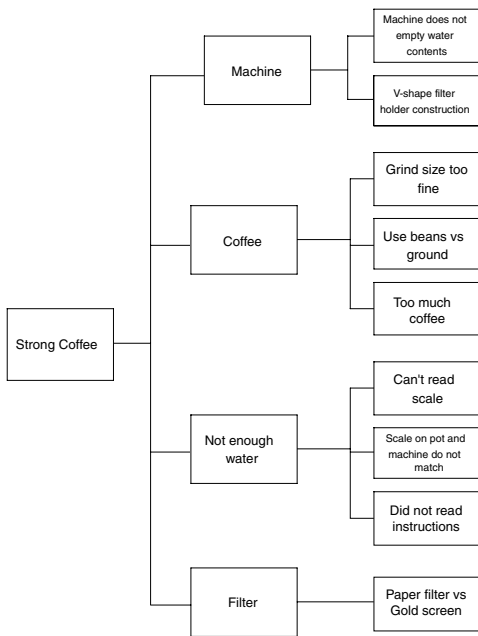 Machine does not
empty water
contents
Machine
V-shape filter
holder construction
Grind size too
fine
Coffee
Use beans vs
ground
Too much
coffee
Strong Coffee
Can't read
scale
Not enough
water
Scale on pot and
machine do not
match
Did not read
instructions
Filter
Paper filter vs
Gold screen